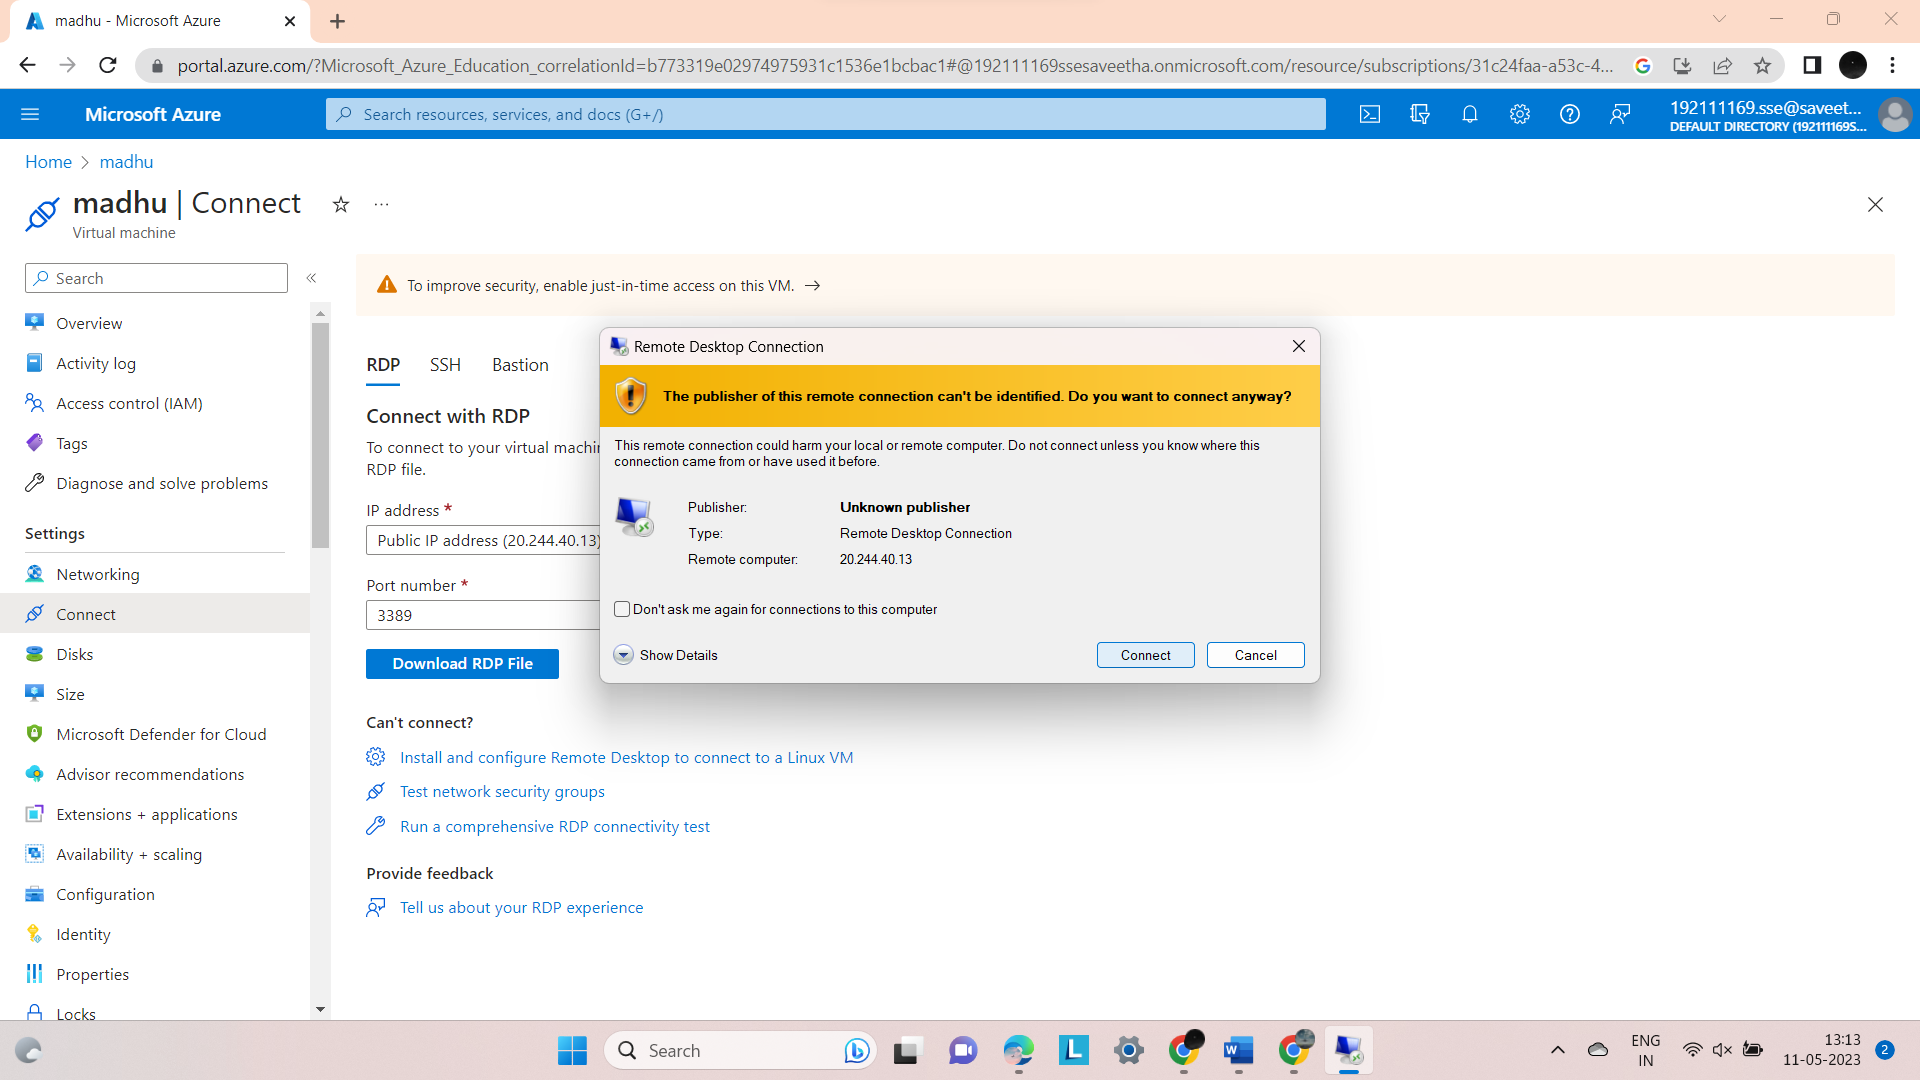 madhu - Microsoft Azure
portal.azure.com/?Microsoft_Azure_Education_correlationId=b773319e02974975931c1536e1bcbac1#@192111169ssesaveetha.onmicrosoft.com/resource/subscriptions/31c24faa-a53c-4...
Microsoft Azure
Search resources, services, and docs (G+/)
192111169.sse@saveet...
DEFAULT DIRECTORY (192111169S...
Home > madhu
madhu | Connect
Virtual machine
Search
Overview
Activity log
Access control (IAM)
Tags
Diagnose and solve problems
Settings
Networking
Connect
Disks
Size
Microsoft Defender for Cloud
Advisor recommendations
Extensions + applications
Availability + scaling
Configuration
Identity
Properties
Locks
To improve security, enable just-in-time access on this VM. →
RDP SSH Bastion
Connect with RDP
To connect to your virtual machi
RDP file.
IP address *
Public IP address (20.244.40.13)
Port number *
3389
Download RDP File
Can't connect?
Install and configure Remote Desktop to connect to a Linux VM
Test network security groups
Run a comprehensive RDP connectivity test
Provide feedback
Tell us about your RDP experience
Remote Desktop Connection
The publisher of this remote connection can't be identified. Do you want to connect anyway?
This remote connection could harm your local or remote computer. Do not connect unless you know where this
connection came from or have used it before.
Publisher: Unknown publisher
Type: Remote Desktop Connection
Remote computer: 20.244.40.13
Don't ask me again for connections to this computer
Show Details
Connect Cancel
Search
L
W
ENG
IN
13:13
11-05-2023
2